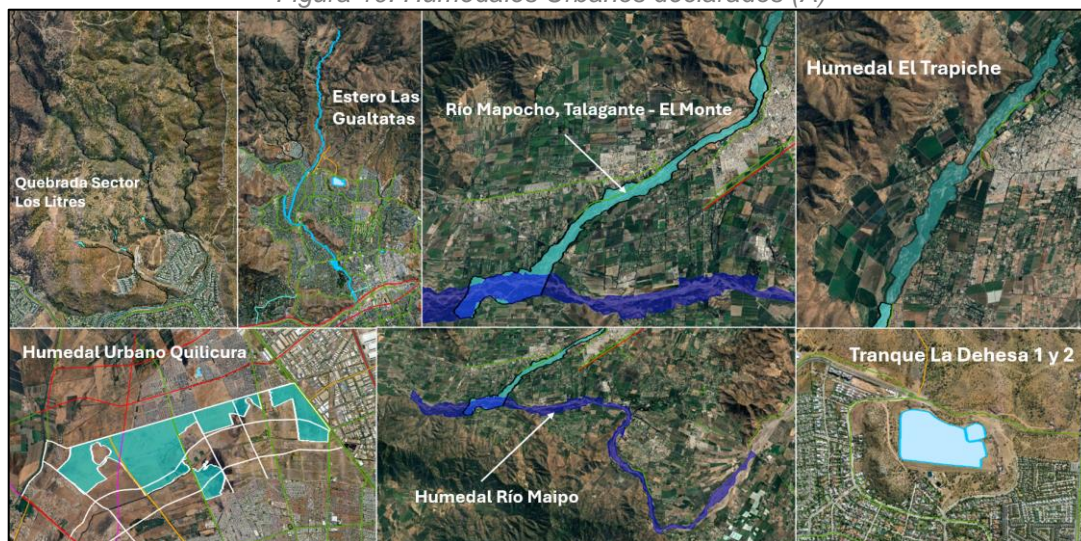 Figura 10. Humedales Urbanos declarados (A)
Quebrada Sector
Los Litres
Estero Las
Gualtatas
Río Mapocho, Talagante - El Monte
Humedal El Trapiche
Humedal Urbano Quilicura
Humedal Río Maipo
Tranque La Dehesa 1 y 2